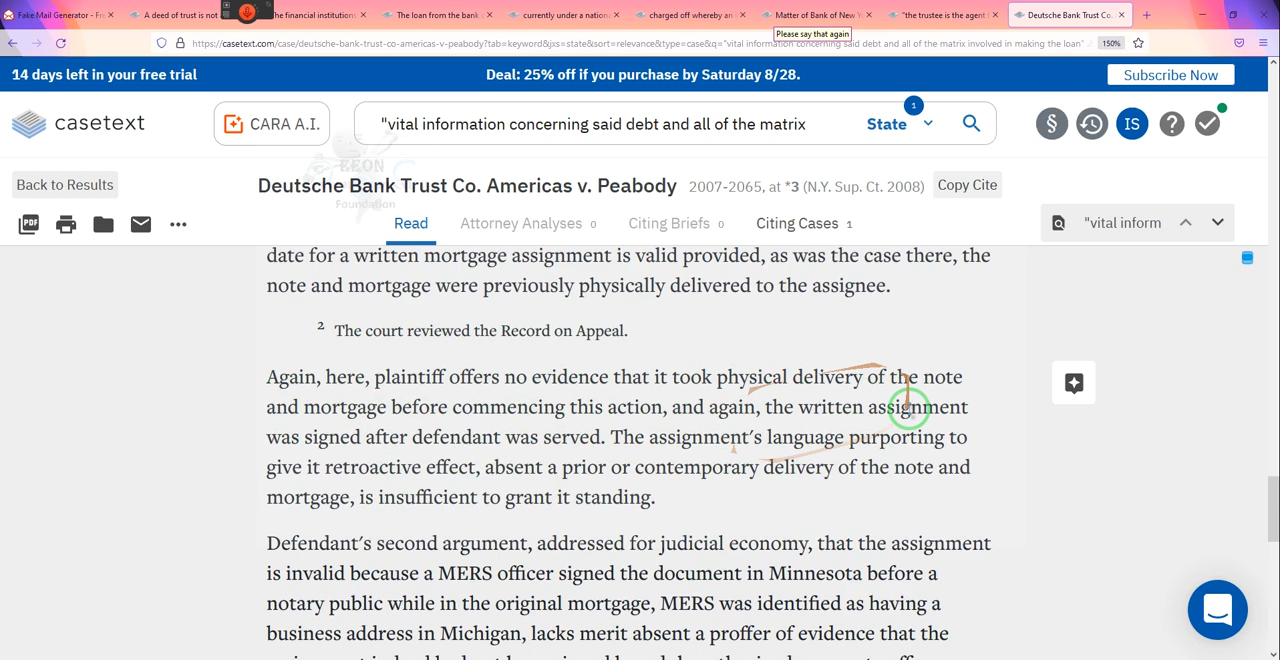 Fake Mail Generator - Fr
A deed of trust is not
The financial institutions
The loan from the bank
currently under a nation
charged off whereby an
Matter of Bank of New Y
"the trustee is the agent
Deutsche Bank Trust Co.
Please say that again
https://casetext.com/case/deutsche-bank-trust-co-americas-v-peabody?tab=keyword&jxs=state&sort=relevance&type=case&q="vital information concerning said debt and all of the matrix involved in making the loan"
150%
14 days left in your free trial
Deal: 25% off if you purchase by Saturday 8/28.
Subscribe Now
casetext
CARA A.I.
"vital information concerning said debt and all of the matrix
State
1
§
IS
?
Back to Results
Deutsche Bank Trust Co. Americas v. Peabody 2007-2065, at *3 (N.Y. Sup. Ct. 2008)
Copy Cite
PDF
Read
Attorney Analyses 0
Citing Briefs 0
Citing Cases 1
"vital inform
Foundation
date for a written mortgage assignment is valid provided, as was the case there, the
note and mortgage were previously physically delivered to the assignee.
2 The court reviewed the Record on Appeal.
Again, here, plaintiff offers no evidence that it took physical delivery of the note
and mortgage before commencing this action, and again, the written assignment
was signed after defendant was served. The assignment's language purporting to
give it retroactive effect, absent a prior or contemporary delivery of the note and
mortgage, is insufficient to grant it standing.
Defendant's second argument, addressed for judicial economy, that the assignment
is invalid because a MERS officer signed the document in Minnesota before a
notary public while in the original mortgage, MERS was identified as having a
business address in Michigan, lacks merit absent a proffer of evidence that the